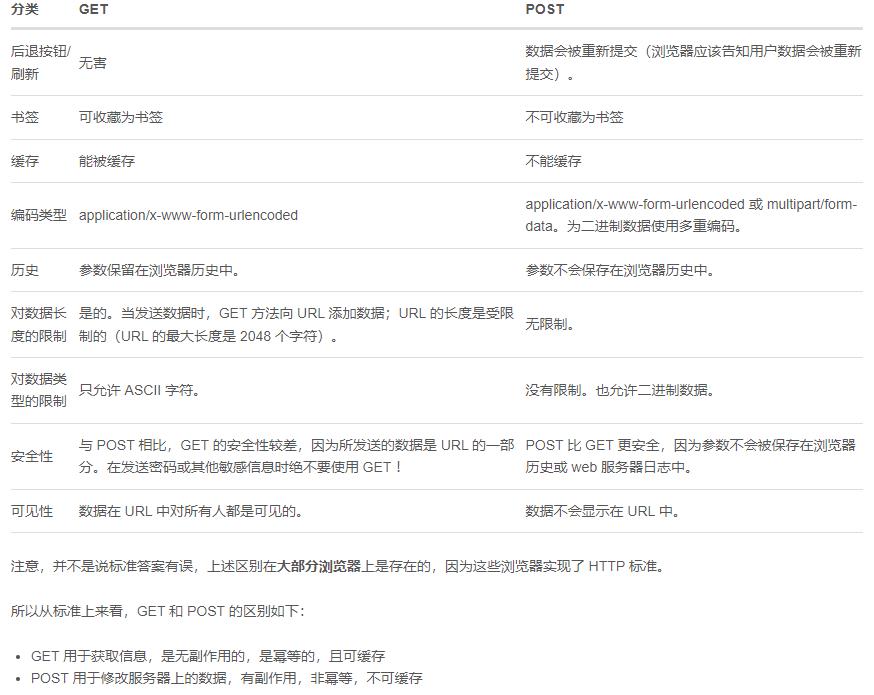 分类 GET POST
后退按钮/ 数据会被重新提交（浏览器应该告知用户数据会被重新
刷新 无害 提交）。
书签 可收藏为书签 不可收藏为书签
缓存 能被缓存 不能缓存
编码类型 application/x-www-form-urlencoded application/x-www-form-urlencoded 或 multipart/form-
data。为二进制数据使用多重编码。
历史 参数保留在浏览器历史中。 参数不会保存在浏览器历史中。
对数据长 是的。当发送数据时，GET 方法向 URL 添加数据；URL 的长度是受限 无限制。
度的限制 制的（URL 的最大长度是 2048 个字符）。
对数据类 只允许 ASCII 字符。 没有限制。也允许二进制数据。
型的限制
安全性 与 POST 相比，GET 的安全性较差，因为所发送的数据是 URL 的一部 POST 比 GET 更安全，因为参数不会被保存在浏览器
分。在发送密码或其他敏感信息时绝不要使用 GET ！ 历史或 web 服务器日志中。
可见性 数据在 URL 中对所有人都是可见的。 数据不会显示在 URL 中。
注意，并不是说标准答案有误，上述区别在大部分浏览器上是存在的，因为这些浏览器实现了 HTTP 标准。
所以从标准上来看，GET 和 POST 的区别如下：
• GET 用于获取信息，是无副作用的，是幂等的，且可缓存
• POST 用于修改服务器上的数据，有副作用，非幂等，不可缓存